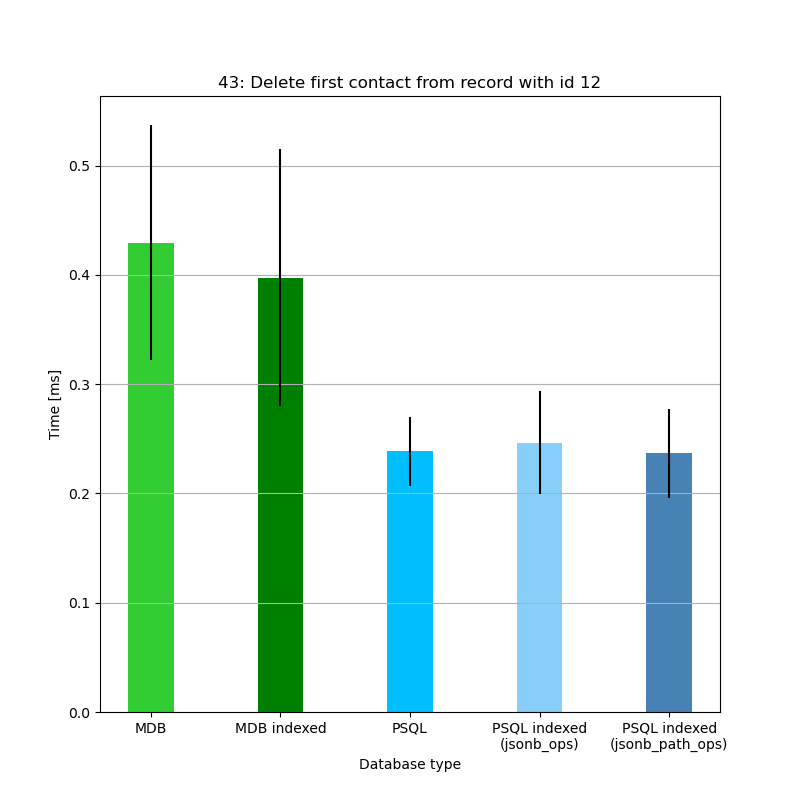 43: Delete first contact from record with id 12
Time [ms]
0.5
0.4
0.3
0.2
0.1
0.0
MDB
MDB indexed
PSQL
PSQL indexed
(jsonb_ops)
PSQL indexed
(jsonb_path_ops)
Database type